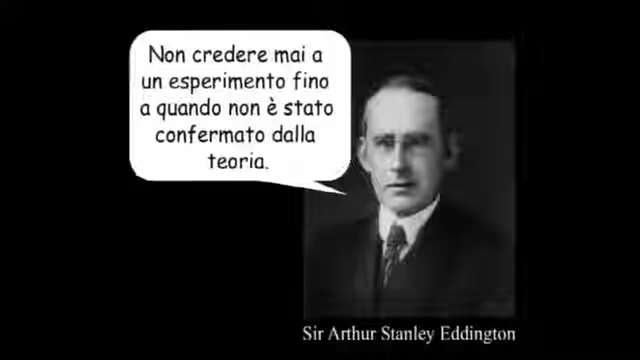 Non credere mai a
un esperimento fino
a quando non è stato
confermato dalla
teoria.
Sir Arthur Stanley Eddington